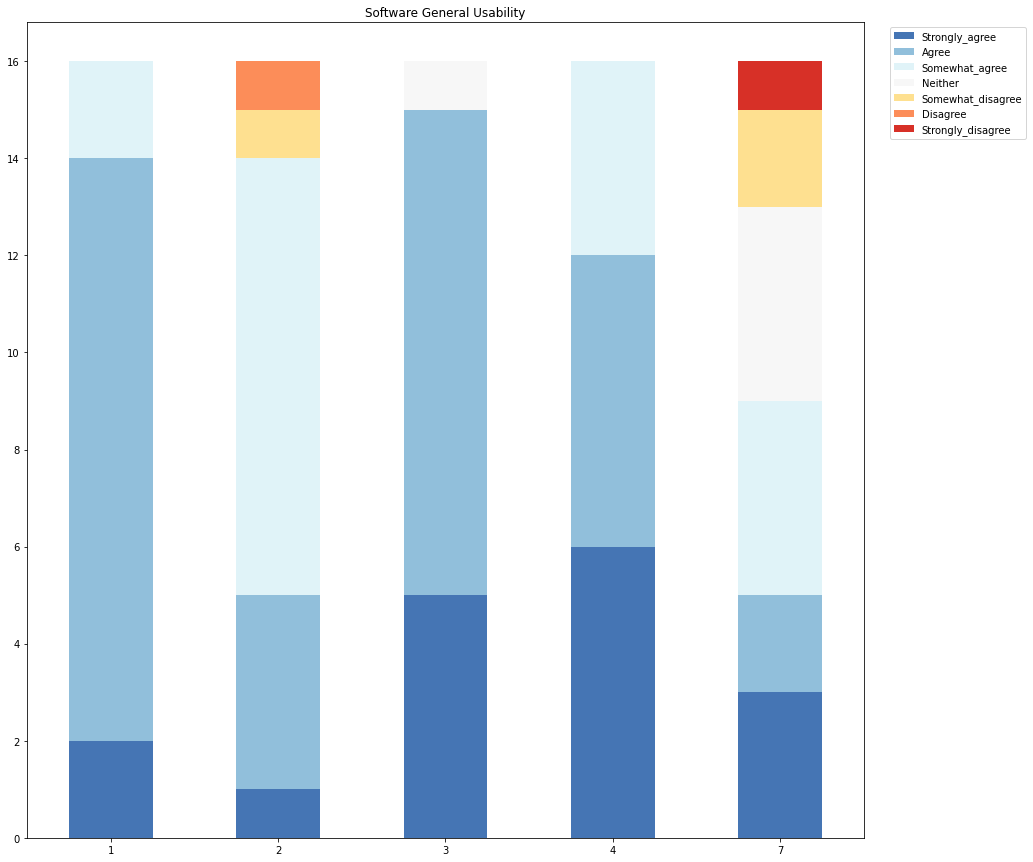 Software General Usability
Strongly_agree
Agree
Somewhat_agree
Neither
Somewhat_disagree
Disagree
Strongly_disagree
16
14
12
10
8
6
4
2
0
1 2 3 4 7